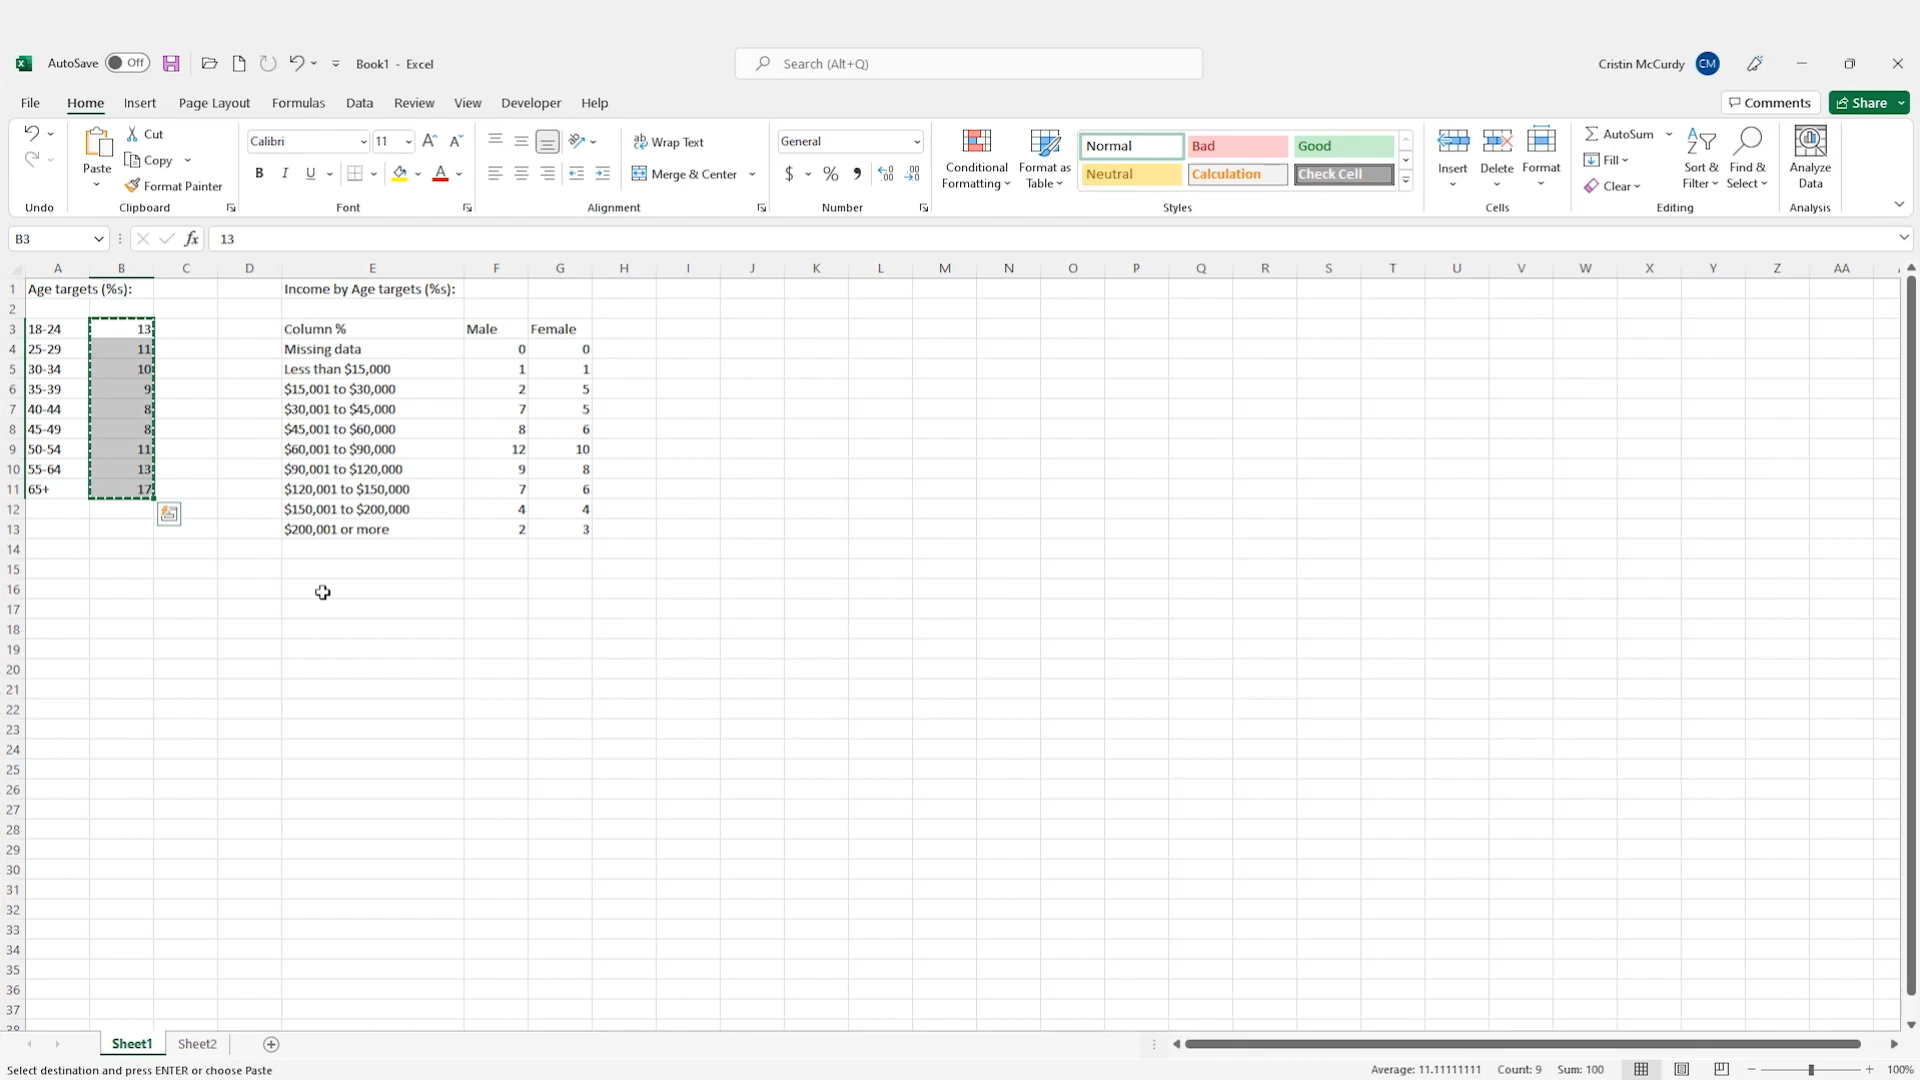 AutoSave Off Book1 - Excel Search (Alt+Q) Cristin McCurdy CM
File Home Insert Page Layout Formulas Data Review View Developer Help Comments Share
Undo
Paste
Cut
Copy
Format Painter
Clipboard
Calibri 11
B I U A
Font
Wrap Text
Merge & Center
Alignment
General
$ % 9
Number
Conditional Formatting
Format as Table
Normal Bad Good
Neutral Calculation Check Cell
Styles
Insert Delete Format
Cells
AutoSum
Fill
Clear
Sort & Filter
Find & Select
Editing
Analyze Data
Analysis
B3 fx 13
A B C D E F G H I J K L M N O P Q R S T U V W X Y Z AA
1 Age targets (%s): Income by Age targets (%s):
2
3 18-24 13 Column % Male Female
4 25-29 11 Missing data 0 0
5 30-34 10 Less than $15,000 1 1
6 35-39 9 $15,001 to $30,000 2 5
7 40-44 8 $30,001 to $45,000 7 5
8 45-49 8 $45,001 to $60,000 8 6
9 50-54 11 $60,001 to $90,000 12 10
10 55-64 13 $90,001 to $120,000 9 8
11 65+ 17 $120,001 to $150,000 7 6
12 $150,001 to $200,000 4 4
13 $200,001 or more 2 3
14
15
16
17
18
19
20
21
22
23
24
25
26
27
28
29
30
31
32
33
34
35
36
37
38
Sheet1 Sheet2
Select destination and press ENTER or choose Paste Average: 11.11111111 Count: 9 Sum: 100 100%